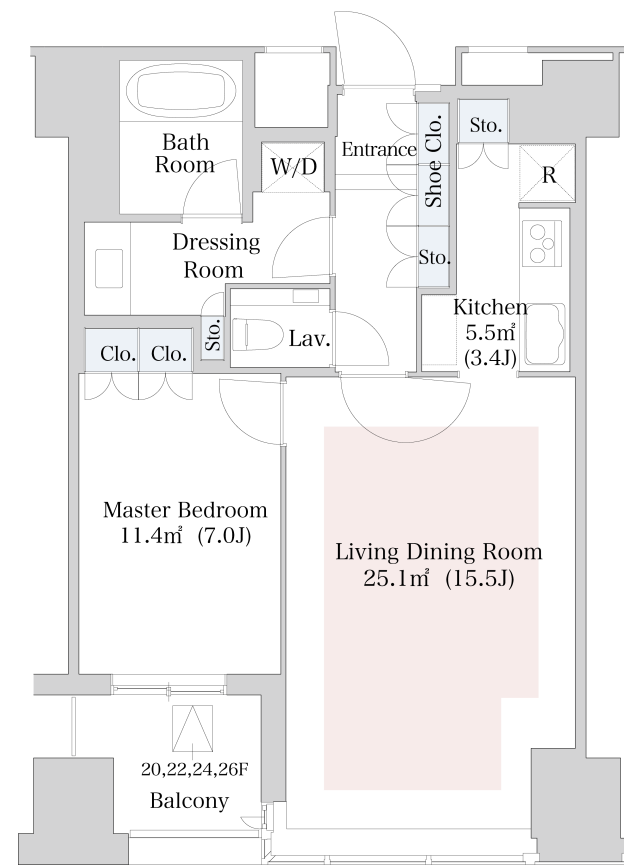 Bath
Room
Entrance
Shoe Clo.
Sto.
W/D
R
Dressing
Room
Sto.
Kitchen
5.5㎡
(3.4J)
Sto.
Lav.
Clo.
Clo.
Master Bedroom
11.4㎡ (7.0J)
Living Dining Room
25.1㎡ (15.5J)
20,22,24,26F
Balcony